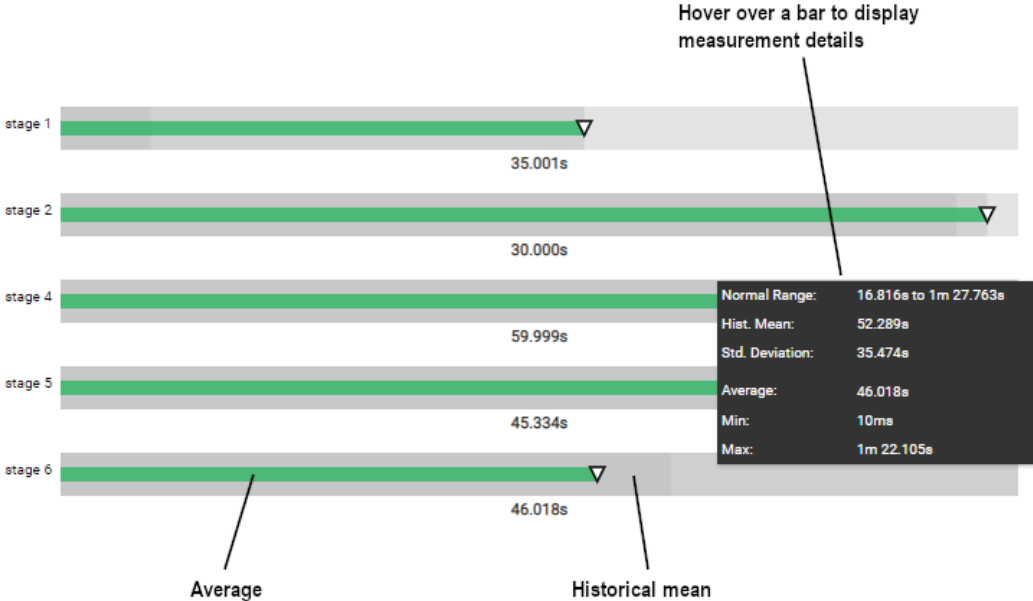 Hover over a bar to display
measurement details
stage 1
35.001s
stage 2
30.000s
stage 4
59.999s
Normal Range: 16.816s to 1m 27.763s
Hist. Mean: 52.289s
Std. Deviation: 35.474s
stage 5
Average: 46.018s
45.334s
Min: 10ms
Max: 1m 22.105s
stage 6
46.018s
Average
Historical mean